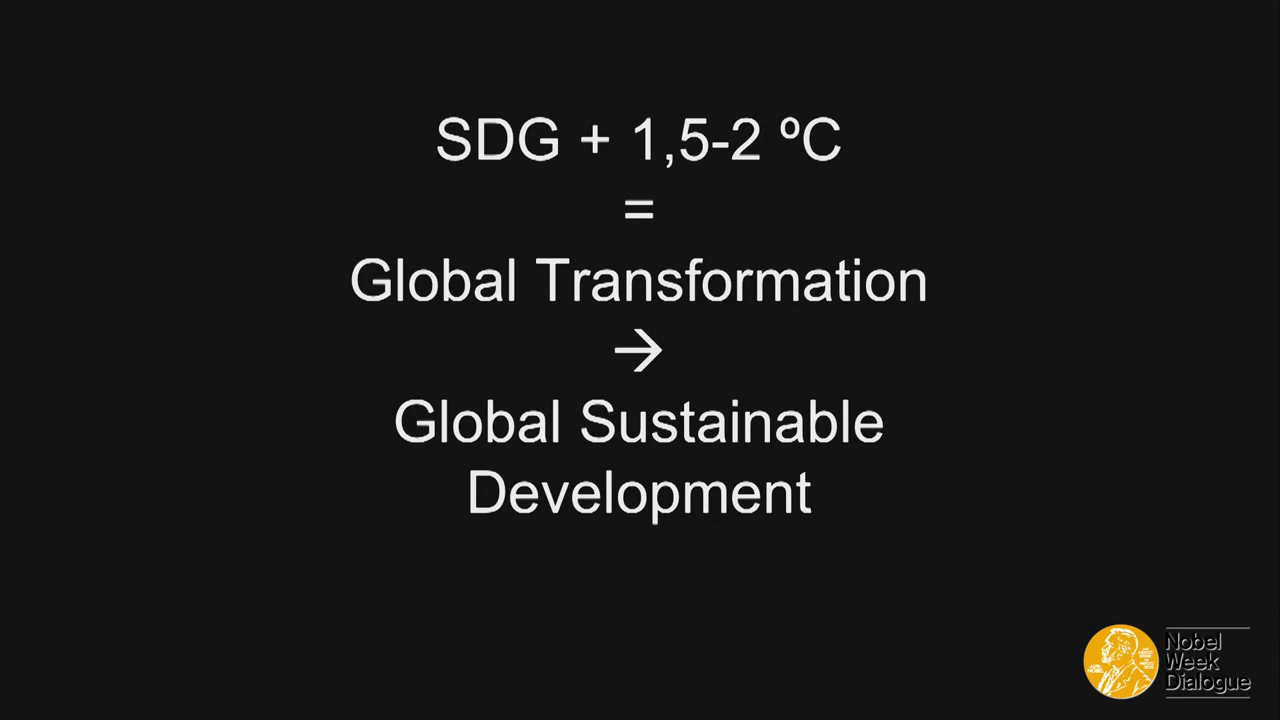 SDG + 1,5-2 ºC
=
Global Transformation
→
Global Sustainable
Development
Nobel
Week
Dialogue